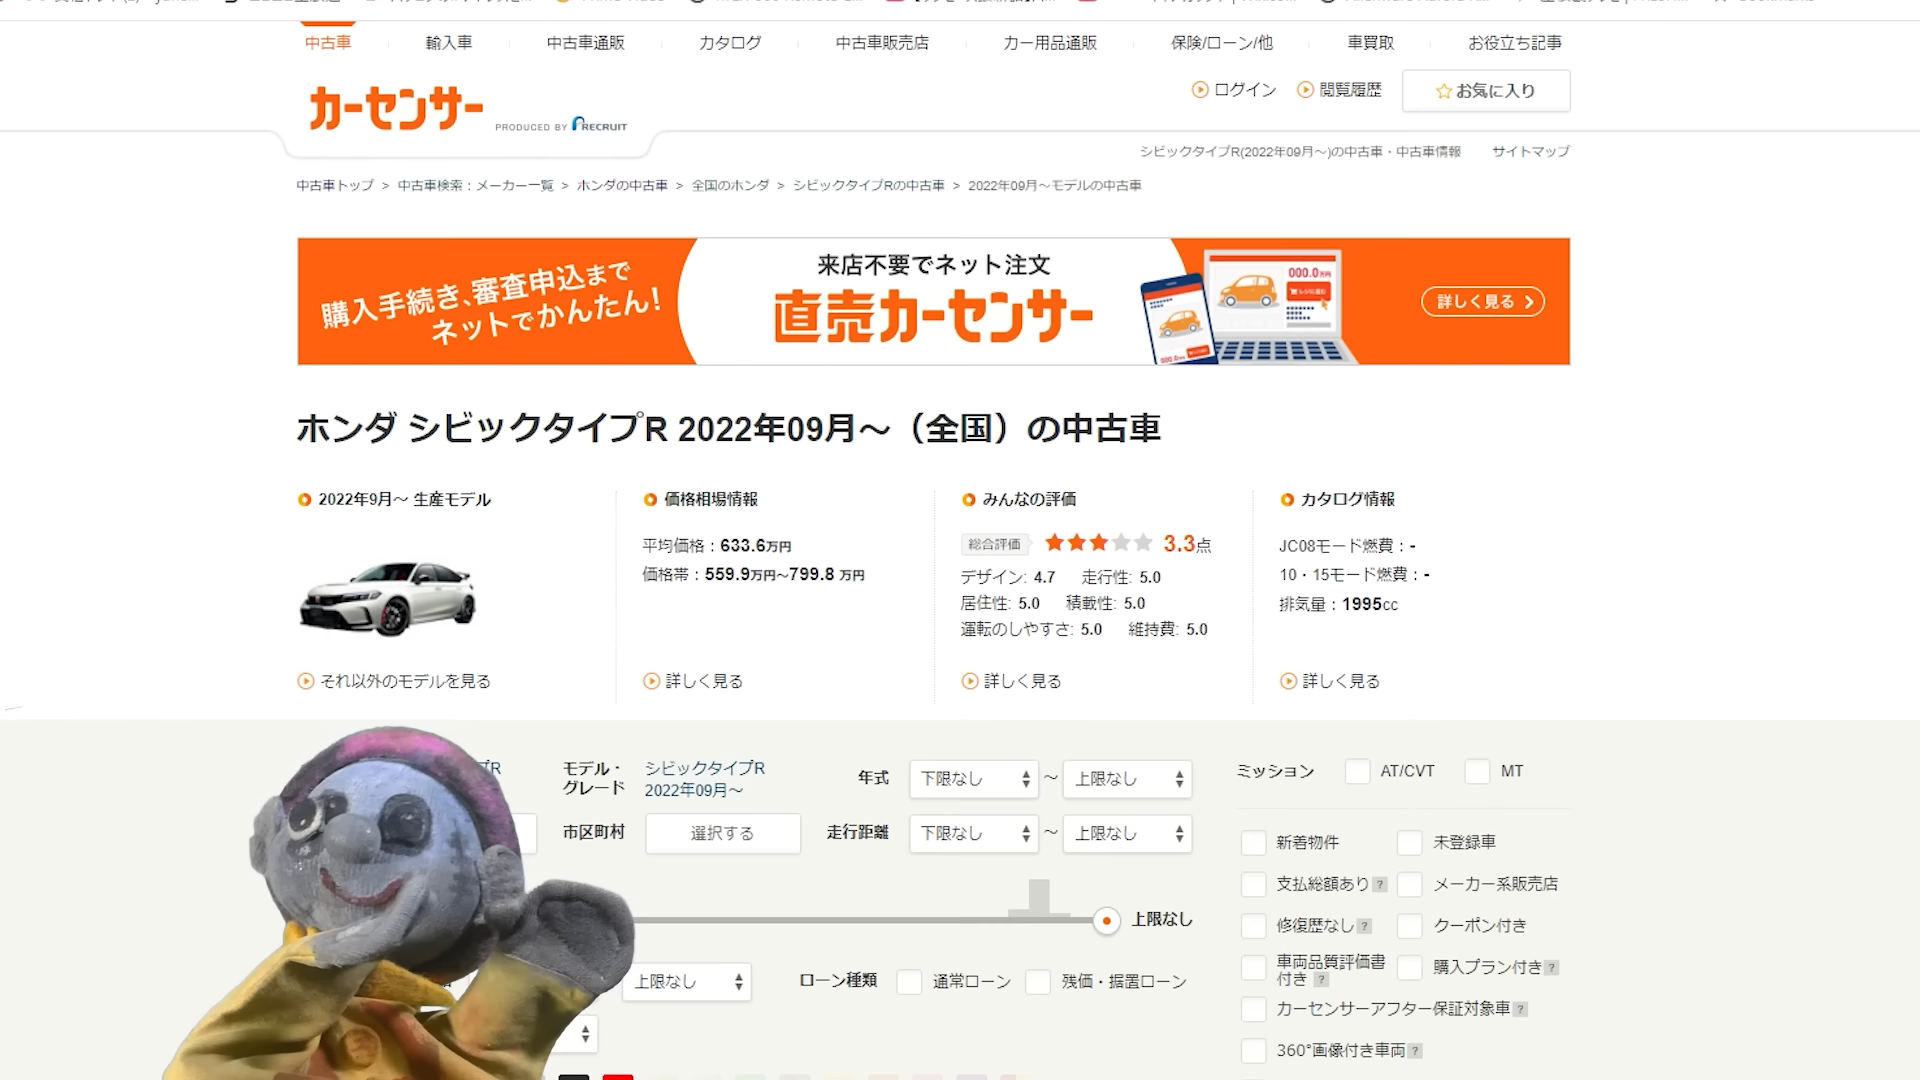 中古車 輸入車 中古車通販 カタログ 中古車販売店 カー用品通販 保険/ローン/他 車買取 お役立ち記事
カーセンサー PRODUCED BY RECRUIT
ログイン 閲覧履歴 お気に入り
シビックタイプR(2022年09月～)の中古車・中古車情報 サイトマップ
中古車トップ > 中古車検索：メーカー一覧 > ホンダの中古車 > 全国のホンダ > シビックタイプRの中古車 > 2022年09月～モデルの中古車
購入手続き、審査申込まで
ネットでかんたん！
来店不要でネット注文
直売カーセンサー
000.0万円
詳しく見る
ホンダ シビックタイプR 2022年09月～（全国）の中古車
2022年9月～ 生産モデル
それ以外のモデルを見る
価格相場情報
平均価格：633.6万円
価格帯：559.9万円～799.8 万円
詳しく見る
みんなの評価
総合評価 3.3点
デザイン: 4.7 走行性: 5.0
居住性: 5.0 積載性: 5.0
運転のしやすさ: 5.0 維持費: 5.0
詳しく見る
カタログ情報
JC08モード燃費：-
10・15モード燃費：-
排気量：1995cc
詳しく見る
モデル・
グレード
シビックタイプR
2022年09月～
年式 下限なし ～ 上限なし
市区町村 選択する 走行距離 下限なし ～ 上限なし
上限なし
上限なし ローン種類 通常ローン 残価・据置ローン
ミッション AT/CVT MT
新着物件 未登録車
支払総額あり ? メーカー系販売店
修復歴なし ? クーポン付き
車両品質評価書
付き ? 購入プラン付き ?
カーセンサーアフター保証対象車 ?
360°画像付き車両 ?